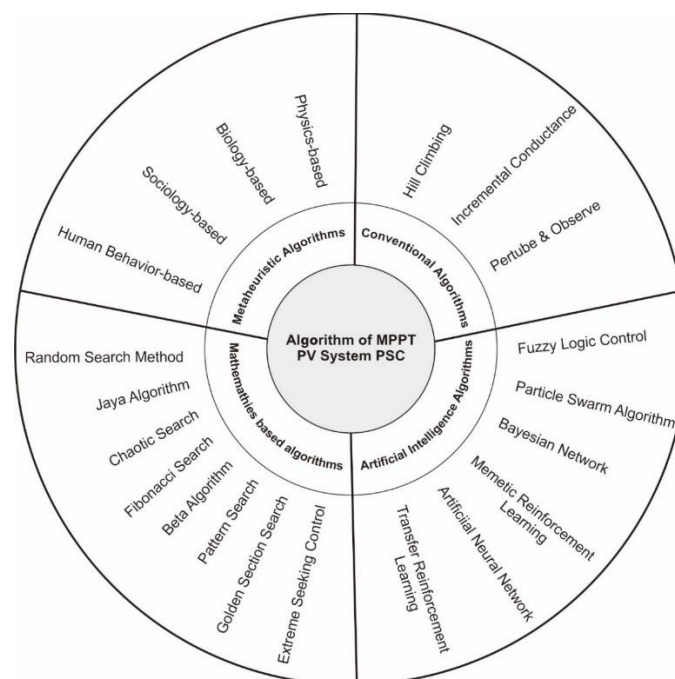 Physics-based
Biology-based
Sociology-based
Human Behavior-based
Metaheuristic Algorithms
Hill Climbing
Incremental Conductance
Pertube & Observe
Conventional Algorithms
Algorithm of MPPT
PV System PSC
Fuzzy Logic Control
Particle Swarm Algorithm
Bayesian Network
Memetic Reinforcement
Learning
Artificiial Neural Network
Transfer Reinforcement
Learning
Artificial Intelligence Algorithms
Mathemathies based algorithms
Random Search Method
Jaya Algorithm
Chaotic Search
Fibonacci Search
Beta Algorithm
Pattern Search
Golden Section Search
Extreme Seeking Control